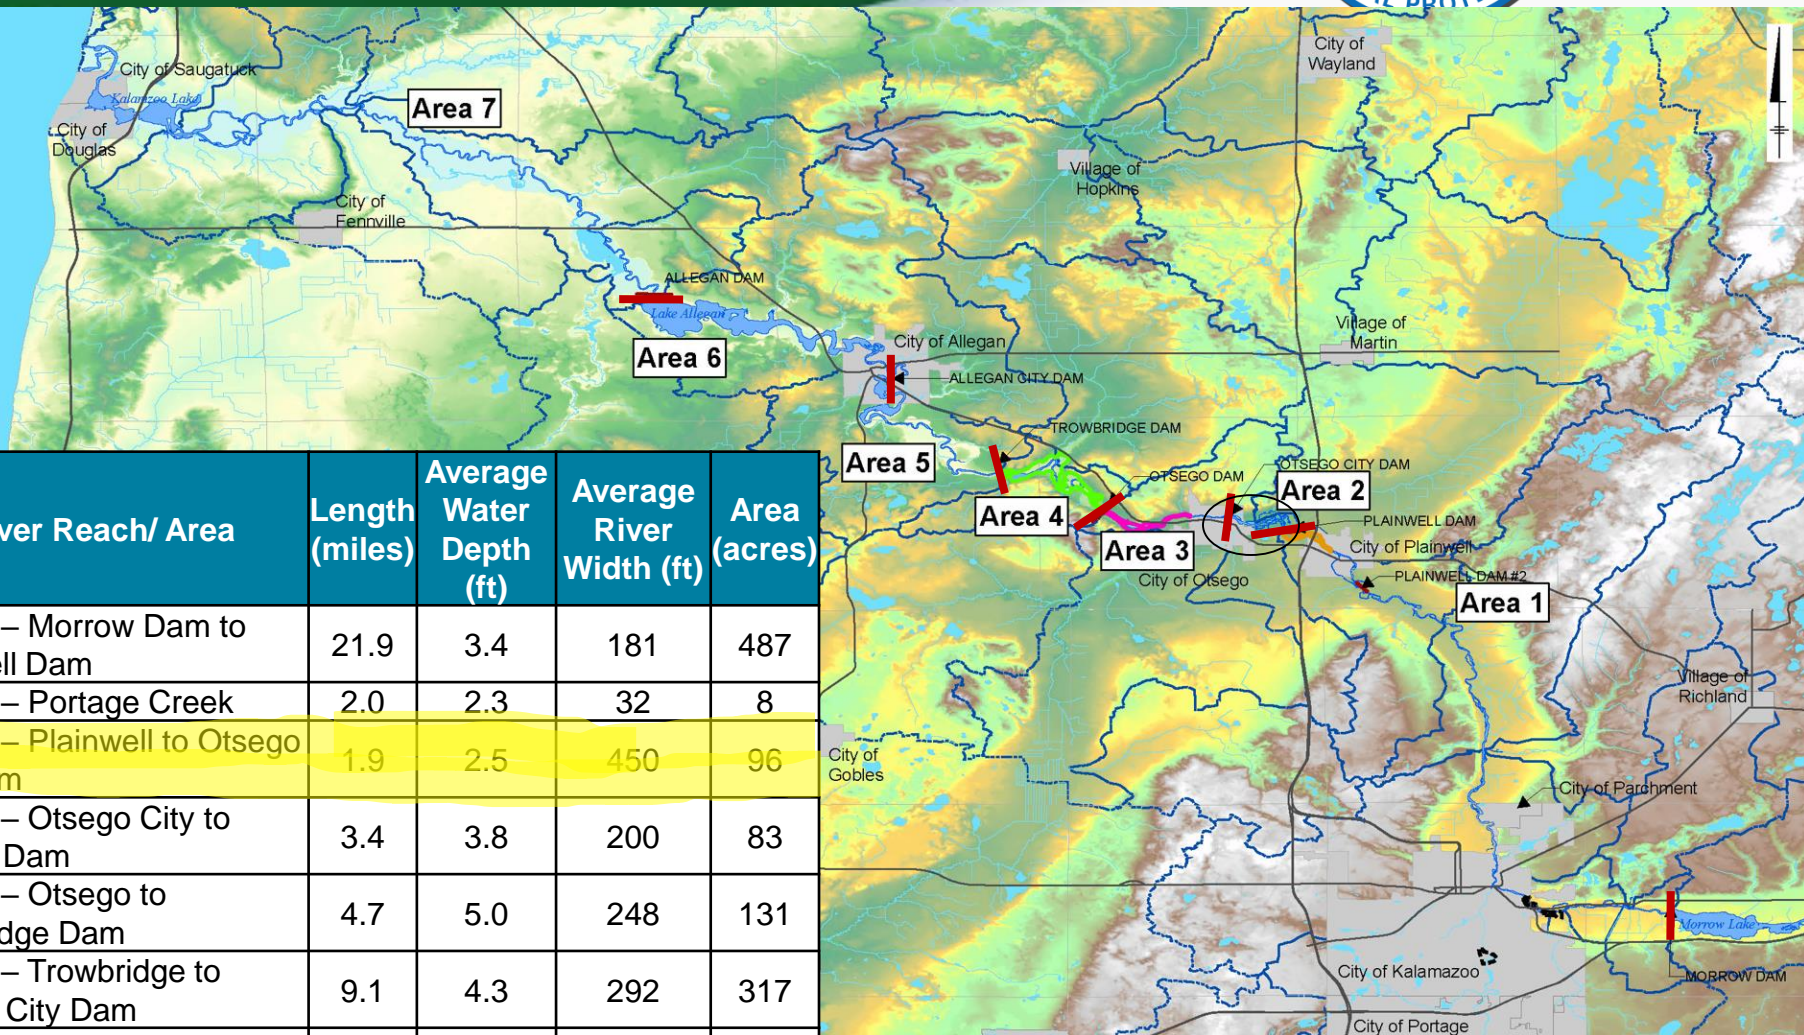 City of
Wayland
City of Saugatuck
Kalamazoo Lake
Area 7
City of
Douglas
Village of
Hopkins
City of
Fennville
ALLEGAN DAM
Lake Allegan
Area 6
City of Allegan
Village of
Martin
ALLEGAN CITY DAM
TROWBRIDGE DAM
Area 5
OTSEGO DAM
OTSEGO CITY DAM
Area 2
Area 4
PLAINWELL DAM
Area 3
City of Plainwell
City of Otsego
PLAINWELL DAM #2
Area 1
Village of
Richland
City of
Gobles
City of Parchment
Morrow Lake
City of Kalamazoo
MORROW DAM
City of Portage
ver Reach/ Area
Length
(miles)
Average
Water
Depth
(ft)
Average
River
Width (ft)
Area
(acres)
– Morrow Dam to
ell Dam
21.9
3.4
181
487
– Portage Creek
2.0
2.3
32
8
– Plainwell to Otsego
m
1.9
2.5
450
96
– Otsego City to
Dam
3.4
3.8
200
83
– Otsego to
dge Dam
4.7
5.0
248
131
– Trowbridge to
City Dam
9.1
4.3
292
317